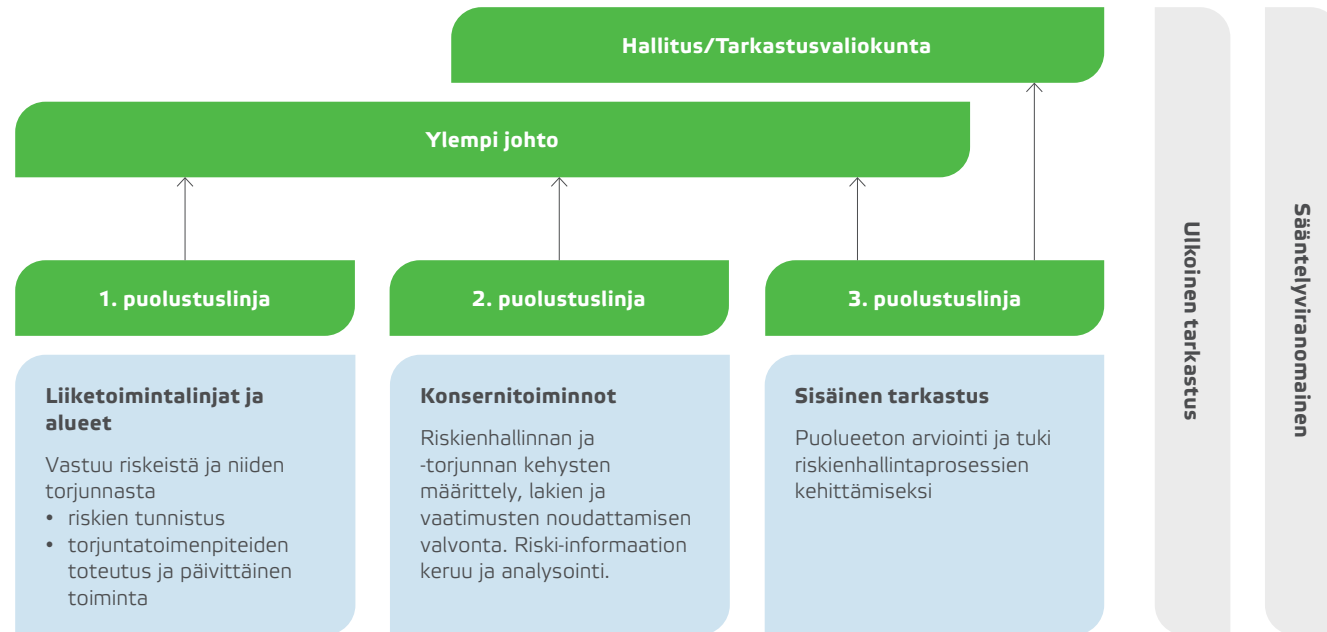 Hallitus/Tarkastusvaliokunta
Ylempi johto
1. puolustuslinja
2. puolustuslinja
3. puolustuslinja
Liiketoimintalinjat ja
alueet
Vastuu riskeistä ja niiden
torjunnasta
• riskien tunnistus
• torjuntatoimenpiteiden
toteutus ja päivittäinen
toiminta
Konsernitoiminnot
Riskienhallinnan ja
-torjunnan kehysten
määrittely, lakien ja
vaatimusten noudattamisen
valvonta. Riski-informaation
keruu ja analysointi.
Sisäinen tarkastus
Puolueeton arviointi ja tuki
riskienhallintaprosessien
kehittämiseksi
Ulkoinen tarkastus
Sääntelyviranomainen